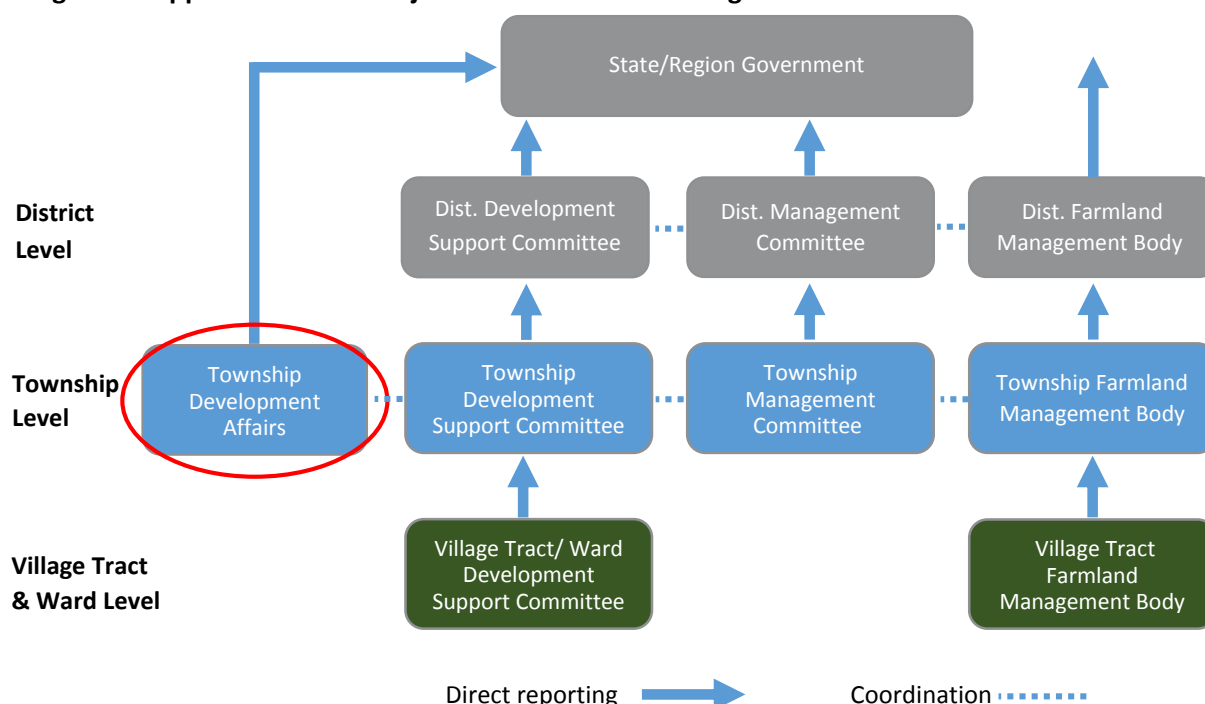 State/Region Government
District
Level
Dist. Development
Support Committee
Dist. Management
Committee
Dist. Farmland
Management Body
Township
Level
Township
Development
Affairs
Township
Development
Support Committee
Township
Management
Committee
Township Farmland
Management Body
Village Tract
& Ward Level
Village Tract/ Ward
Development
Support Committee
Village Tract
Farmland
Management Body
Direct reporting
Coordination